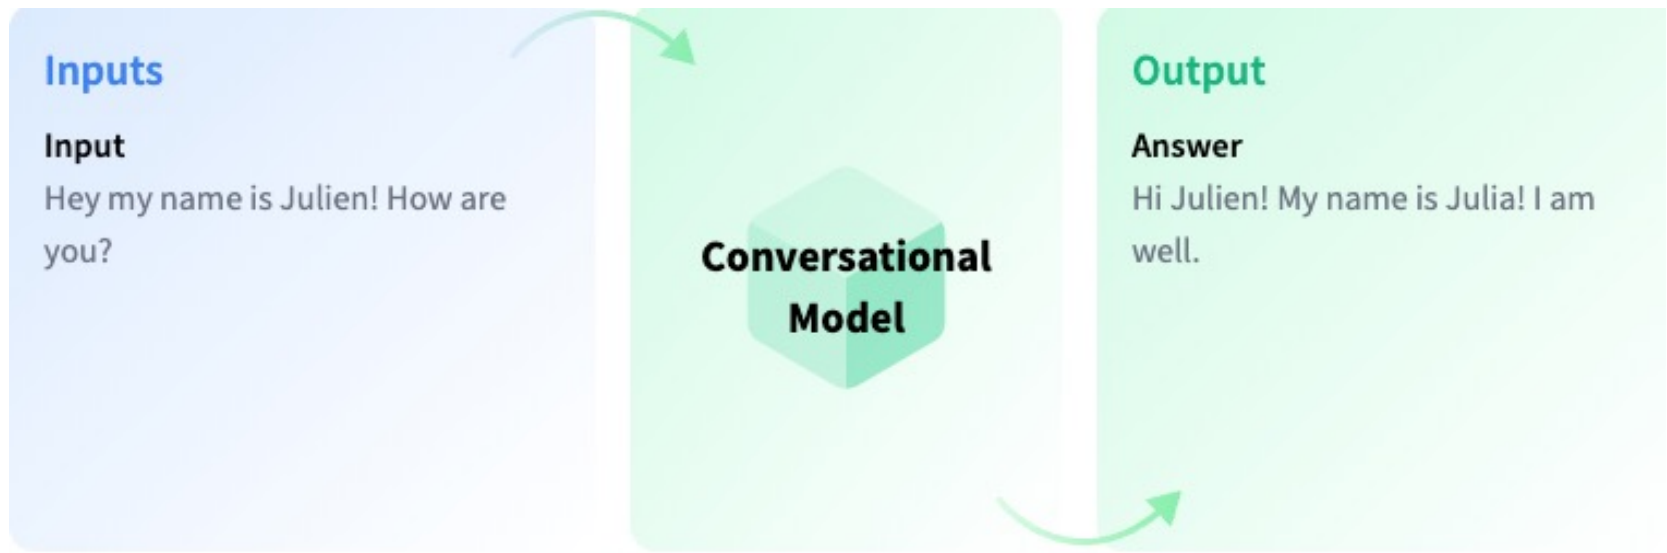 Inputs
Input
Hey my name is Julien! How are
you?
Conversational
Model
Output
Answer
Hi Julien! My name is Julia! I am
well.